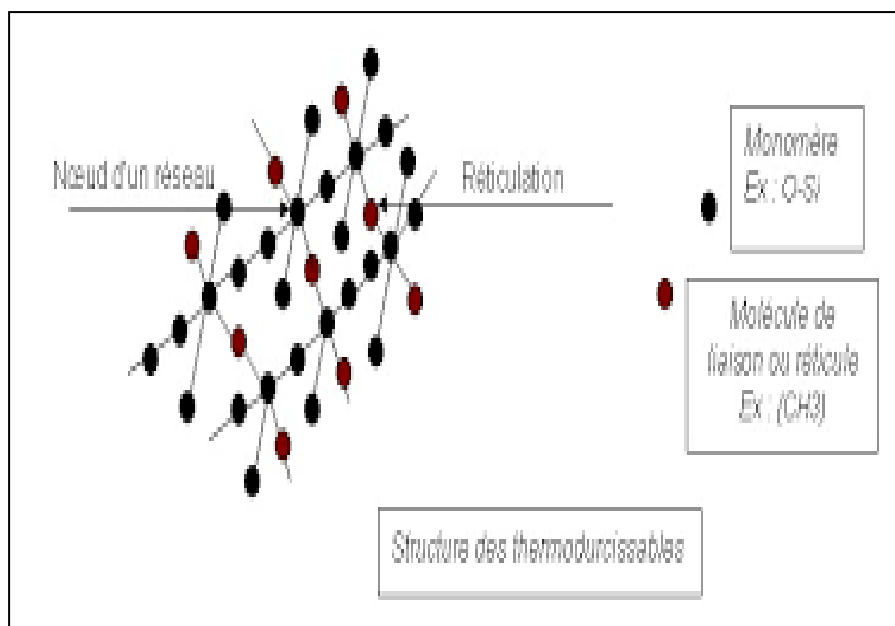 Nœud d'un réseau
Réticulation
Monomère
Ex : O-Si
Molécule de
liaison ou réticule
Ex : (CH3)
Structure des thermodurcissables